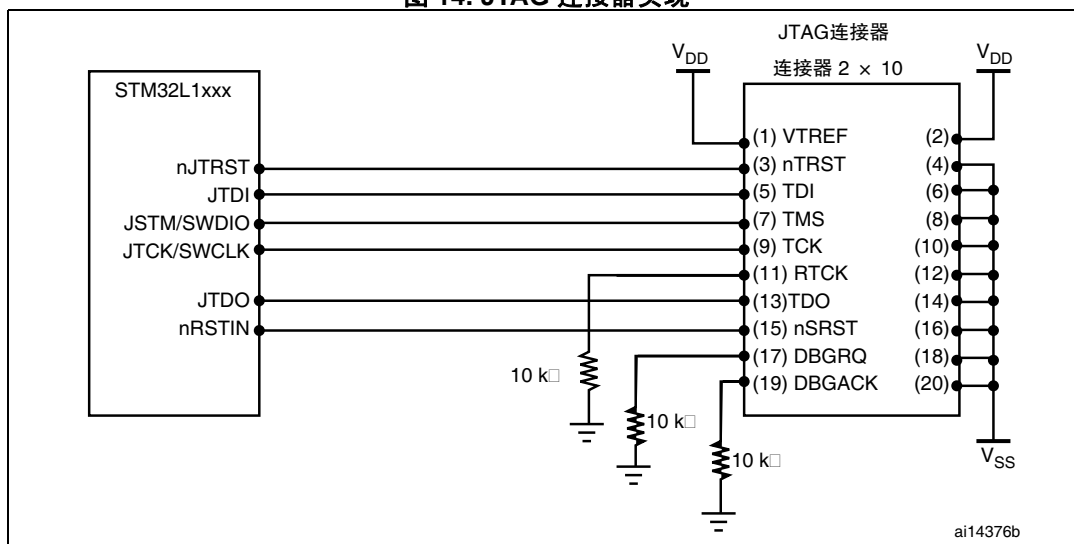 图 14. JTAG 连接器实现
JTAG连接器
连接器 2 × 10
VDD
VDD
STM32L1xxx
nJTRST
JTDI
JSTM/SWDIO
JTCK/SWCLK
JTDO
nRSTIN
(1) VTREF (2)
(3) nTRST (4)
(5) TDI (6)
(7) TMS (8)
(9) TCK (10)
(11) RTCK (12)
(13)TDO (14)
(15) nSRST (16)
(17) DBGRQ (18)
(19) DBGACK (20)
10 k□
10 k□
10 k□
VSS
ai14376b